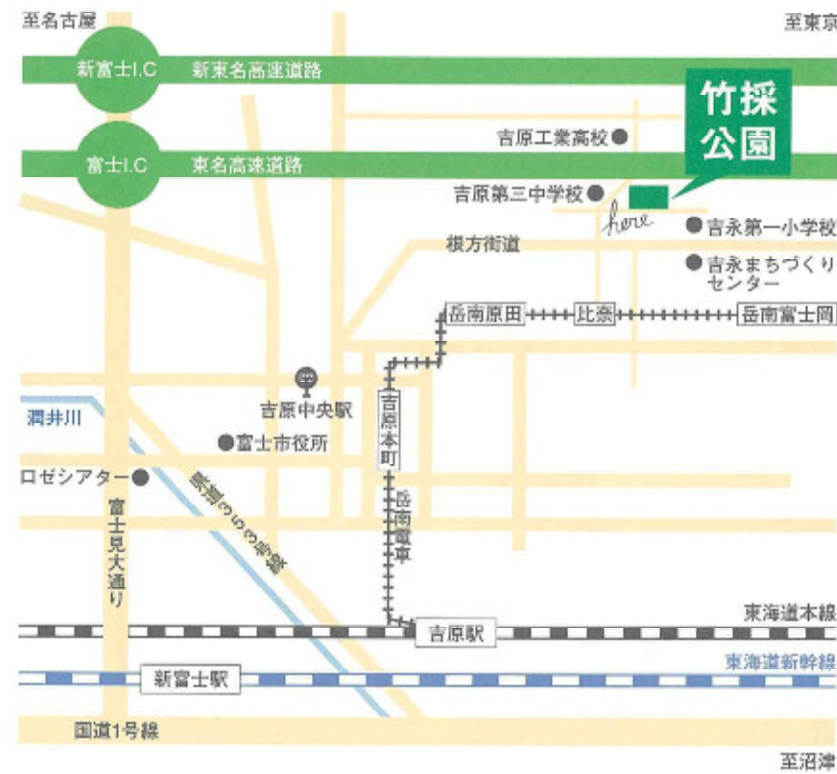 至名古屋
至東京
新富士I.C
新東名高速道路
竹採
公園
吉原工業高校
富士I.C
東名高速道路
吉原第三中学校
here
吉永第一小学校
根方街道
吉永まちづくり
センター
岳南原田
比奈
岳南富士岡
吉原中央駅
潤井川
吉原本町
富士市役所
ロゼシアター
県道353号線
岳南電車
富士見大通り
東海道本線
吉原駅
東海道新幹線
新富士駅
国道1号線
至沼津